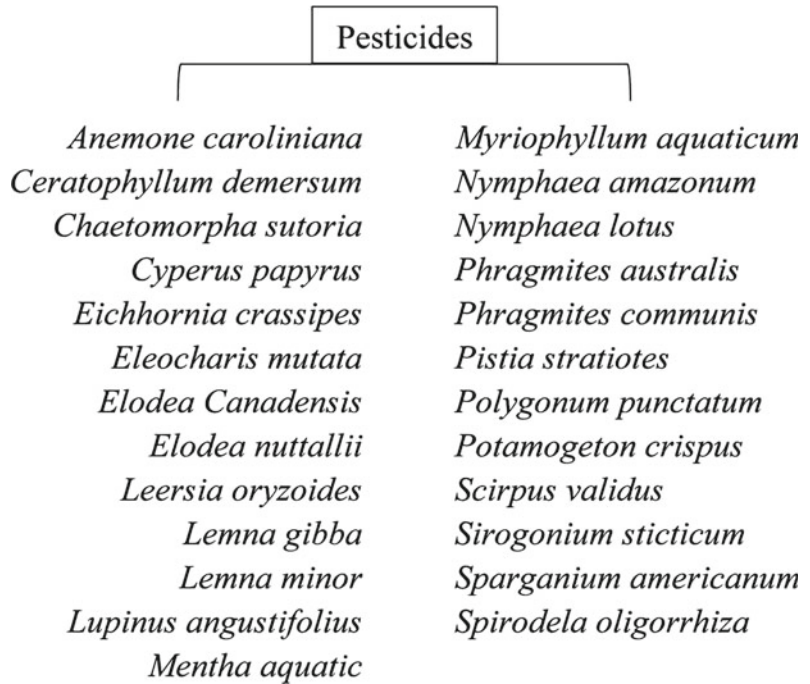 Pesticides
Anemone caroliniana
Ceratophyllum demersum
Chaetomorpha sutoria
Cyperus papyrus
Eichhornia crassipes
Eleocharis mutata
Elodea Canadensis
Elodea nuttallii
Leersia oryzoides
Lemna gibba
Lemna minor
Lupinus angustifolius
Mentha aquatic
Myriophyllum aquaticum
Nymphaea amazonum
Nymphaea lotus
Phragmites australis
Phragmites communis
Pistia stratiotes
Polygonum punctatum
Potamogeton crispus
Scirpus validus
Sirogonium sticticum
Sparganium americanum
Spirodela oligorrhiza